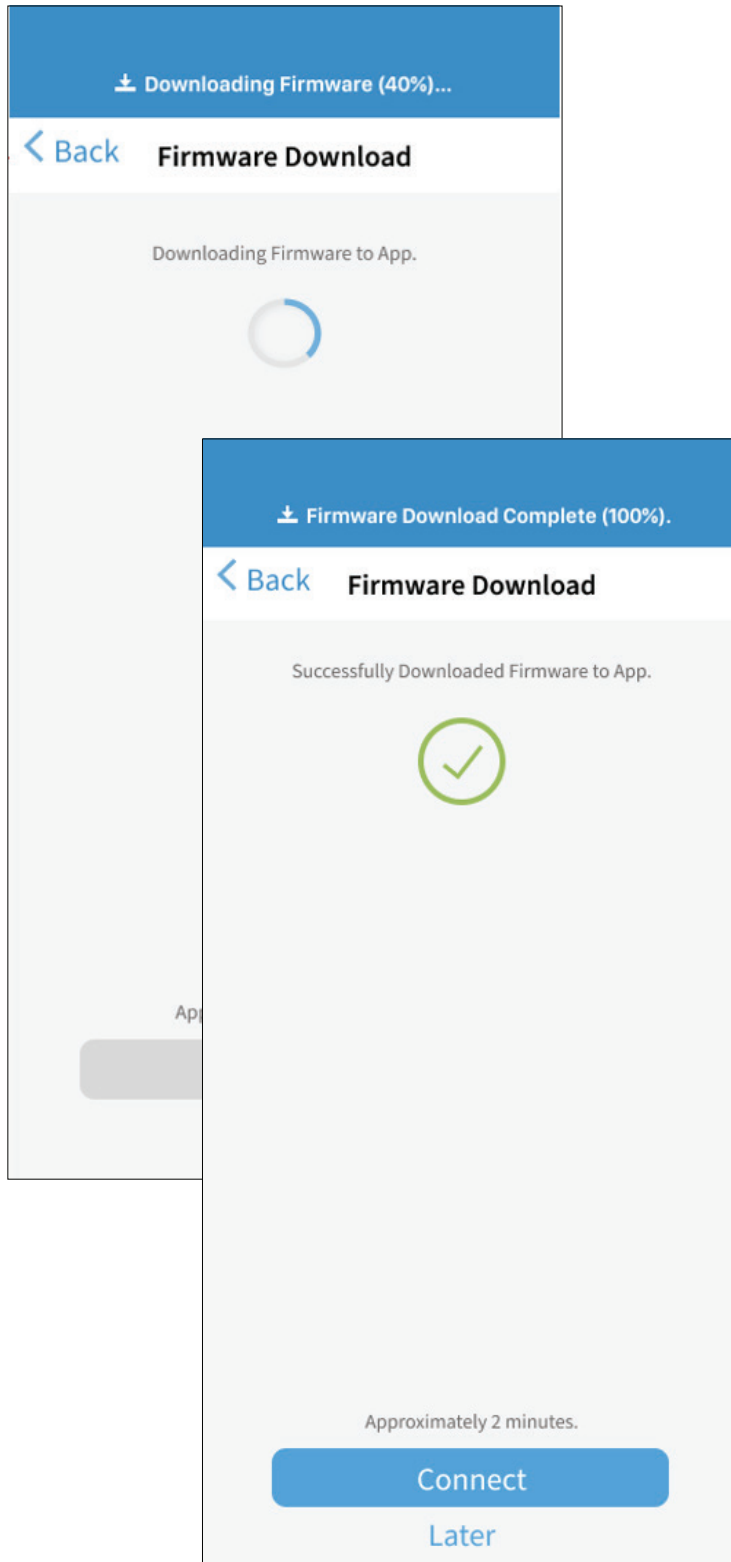 Downloading Firmware (40%)...
Back Firmware Download
Downloading Firmware to App.
Firmware Download Complete (100%).
Back Firmware Download
Successfully Downloaded Firmware to App.
Approximately 2 minutes.
Connect
Later